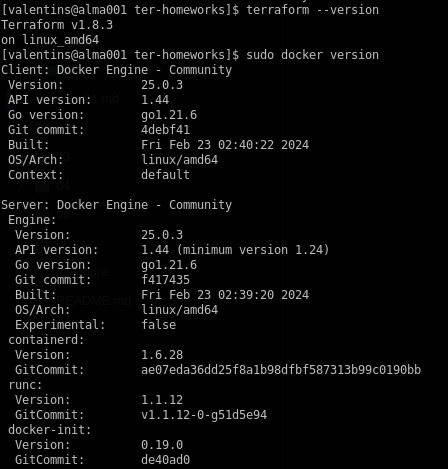 [valentins@alma001 ter-homeworks]$ terraform --version
Terraform v1.8.3
on linux_amd64
[valentins@alma001 ter-homeworks]$ sudo docker version
Client: Docker Engine - Community
 Version:           25.0.3
 API version:       1.44
 Go version:        go1.21.6
 Git commit:        4debf41
 Built:             Fri Feb 23 02:40:22 2024
 OS/Arch:           linux/amd64
 Context:           default

Server: Docker Engine - Community
 Engine:
  Version:          25.0.3
  API version:      1.44 (minimum version 1.24)
  Go version:       go1.21.6
  Git commit:       f417435
  Built:            Fri Feb 23 02:39:20 2024
  OS/Arch:          linux/amd64
  Experimental:     false
 containerd:
  Version:          1.6.28
  GitCommit:        ae07eda36dd25f8a1b98dfbf587313b99c0190bb
 runc:
  Version:          1.1.12
  GitCommit:        v1.1.12-0-g51d5e94
 docker-init:
  Version:          0.19.0
  GitCommit:        de40ad0